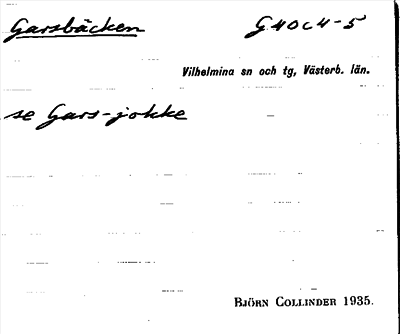 Garsbäcken G40c4-5
Vilhelmina sn och tg, Västerb. län.
se Gars-jokke
BJÖRN COLLINDER 1935.